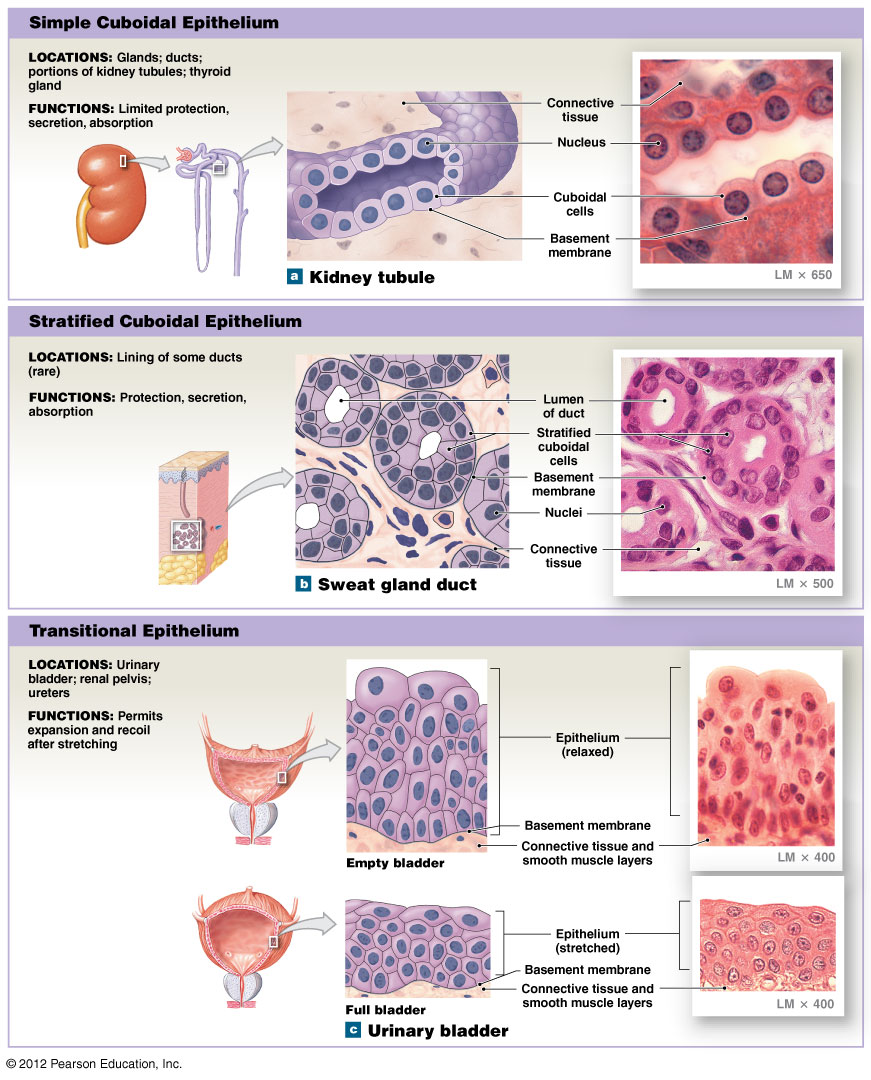 Simple Cuboidal Epithelium
LOCATIONS: Glands; ducts;
portions of kidney tubules; thyroid
gland
FUNCTIONS: Limited protection,
secretion, absorption
Connective
tissue
Nucleus
Cuboidal
cells
Basement
membrane
LM × 650
a Kidney tubule
Stratified Cuboidal Epithelium
LOCATIONS: Lining of some ducts
(rare)
FUNCTIONS: Protection, secretion,
absorption
Lumen
of duct
Stratified
cuboidal
cells
Basement
membrane
Nuclei
Connective
tissue
LM × 500
b Sweat gland duct
Transitional Epithelium
LOCATIONS: Urinary
bladder; renal pelvis;
ureters
FUNCTIONS: Permits
expansion and recoil
after stretching
Epithelium
(relaxed)
Basement membrane
Connective tissue and
smooth muscle layers
LM × 400
Empty bladder
Epithelium
(stretched)
Basement membrane
Connective tissue and
smooth muscle layers
LM × 400
Full bladder
c Urinary bladder
© 2012 Pearson Education, Inc.